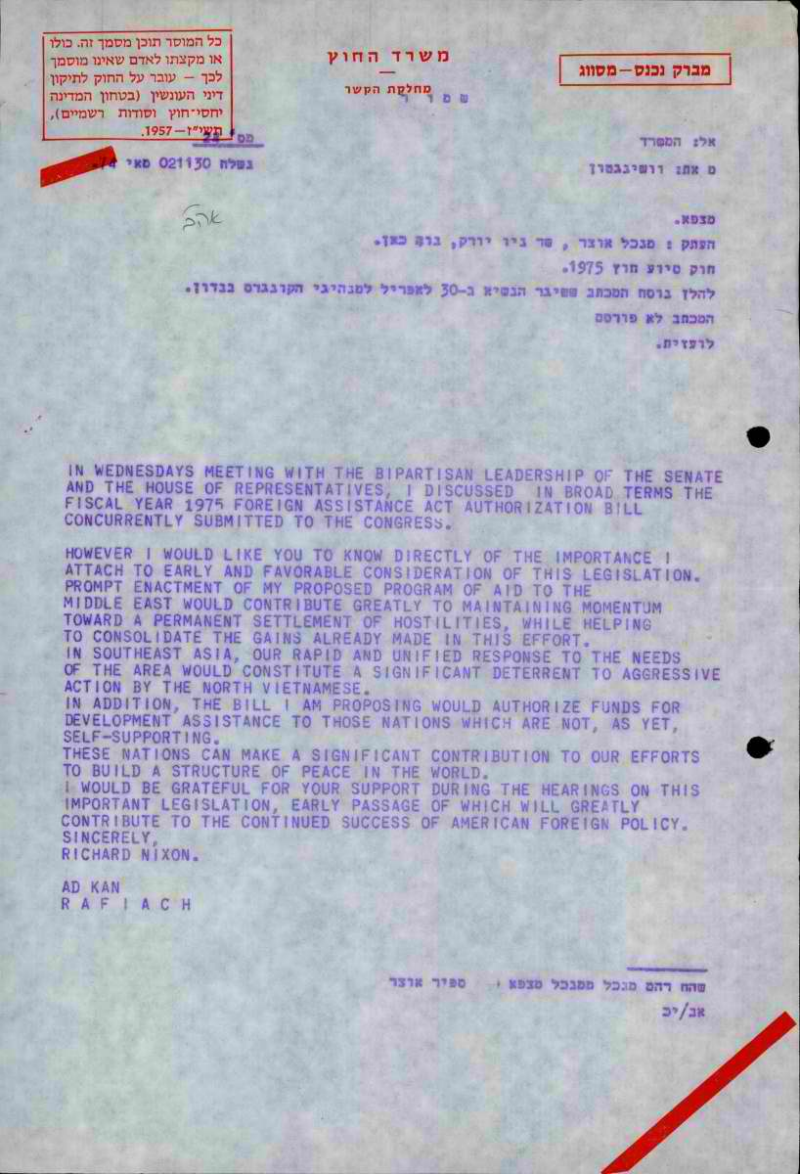 כל המוסר תוכן מסמך זה. כולו
או מקצתו לאדם שאינו מוסמך
לכך — עובר על החוק לתיקון
דיני העונשין (בטחון המדינה
יחסי־חוץ וסודות רשמיים),
תשי״ז—1957.
משרד החוץ
מחלקת הקשר
שמור
מברק נכנס—מסווג
מס'
נשלח 021130 מאי 74.
אל: המשרד
מ את: וושינגטון
מצפא.
העתק : מנכל אוצר , שר ניו יורק, נוה כאן.
חוק סיוע חוץ 1975.
להלן נוסח המכתב ששיגר הנשיא ב-30 לאפריל למנהיגי הקונגרס בנדון.
המכתב לא פורסם
לועזית.
IN WEDNESDAYS MEETING WITH THE BIPARTISAN LEADERSHIP OF THE SENATE
AND THE HOUSE OF REPRESENTATIVES, I DISCUSSED IN BROAD TERMS THE
FISCAL YEAR 1975 FOREIGN ASSISTANCE ACT AUTHORIZATION BILL
CONCURRENTLY SUBMITTED TO THE CONGRESS.
HOWEVER I WOULD LIKE YOU TO KNOW DIRECTLY OF THE IMPORTANCE I
ATTACH TO EARLY AND FAVORABLE CONSIDERATION OF THIS LEGISLATION.
PROMPT ENACTMENT OF MY PROPOSED PROGRAM OF AID TO THE
MIDDLE EAST WOULD CONTRIBUTE GREATLY TO MAINTAINING MOMENTUM
TOWARD A PERMANENT SETTLEMENT OF HOSTILITIES, WHILE HELPING
TO CONSOLIDATE THE GAINS ALREADY MADE IN THIS EFFORT.
IN SOUTHEAST ASIA, OUR RAPID AND UNIFIED RESPONSE TO THE NEEDS
OF THE AREA WOULD CONSTITUTE A SIGNIFICANT DETERRENT TO AGGRESSIVE
ACTION BY THE NORTH VIETNAMESE.
IN ADDITION, THE BILL I AM PROPOSING WOULD AUTHORIZE FUNDS FOR
DEVELOPMENT ASSISTANCE TO THOSE NATIONS WHICH ARE NOT, AS YET,
SELF-SUPPORTING.
THESE NATIONS CAN MAKE A SIGNIFICANT CONTRIBUTION TO OUR EFFORTS
TO BUILD A STRUCTURE OF PEACE IN THE WORLD.
I WOULD BE GRATEFUL FOR YOUR SUPPORT DURING THE HEARINGS ON THIS
IMPORTANT LEGISLATION, EARLY PASSAGE OF WHICH WILL GREATLY
CONTRIBUTE TO THE CONTINUED SUCCESS OF AMERICAN FOREIGN POLICY.
SINCERELY,
RICHARD NIXON.
AD KAN
R A F I A C H
שהח רהמ מנכל ממנכל מצפא ספיר אוצר
אב/יכ